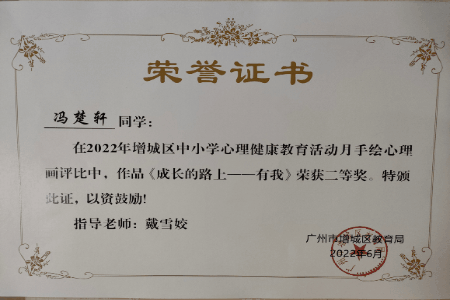 荣誉证书
冯楚轩 同学:
在2022年增城区中小学心理健康教育活动月手绘心理
画评比中,作品《成长的路上——有我》荣获二等奖。特颁
此证,以资鼓励!
指导老师:戴雪姣
广州市增城区教育局
2022年6月